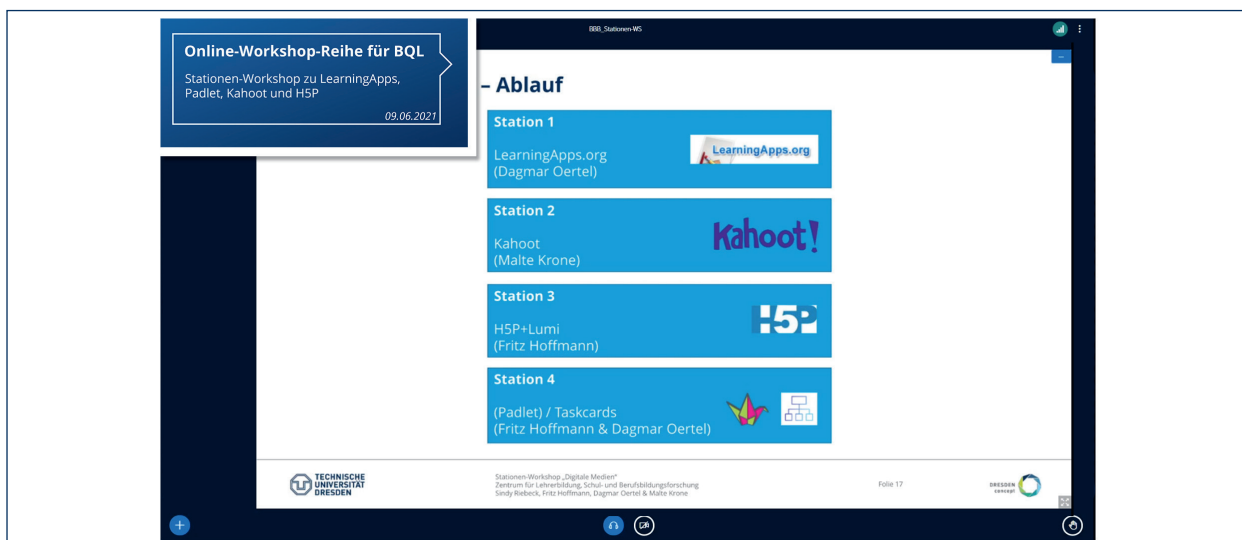 BBB_Stationen-WS
Online-Workshop-Reihe für BQL
Stationen-Workshop zu LearningApps,
Padlet, Kahoot und H5P
09.06.2021
– Ablauf
Station 1
LearningApps.org
(Dagmar Oertel)
LearningApps.org
Station 2
Kahoot
(Malte Krone)
Kahoot!
Station 3
H5P+Lumi
(Fritz Hoffmann)
H5P
Station 4
(Padlet) / Taskcards
(Fritz Hoffmann & Dagmar Oertel)
TECHNISCHE
UNIVERSITÄT
DRESDEN
Stationen-Workshop „Digitale Medien"
Zentrum für Lehrerbildung, Schul- und Berufsbildungsforschung
Sindy Riebeck, Fritz Hoffmann, Dagmar Oertel & Malte Krone
Folie 17
DRESDEN
concept